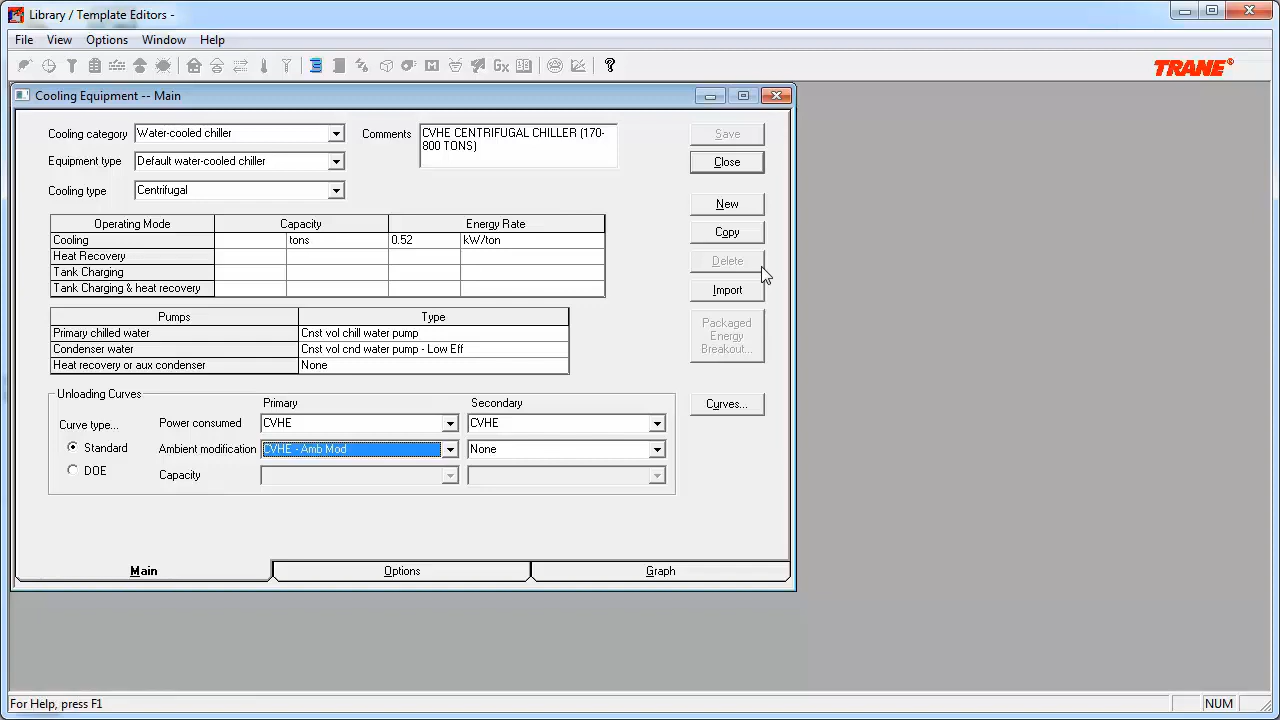 Library / Template Editors -
File View Options Window Help
Gx
?
TRANE®
Cooling Equipment -- Main
Cooling category Water-cooled chiller
Comments CVHE CENTRIFUGAL CHILLER (170-
800 TONS)
Save
Equipment type Default water-cooled chiller
Close
Cooling type Centrifugal
New
Operating Mode Capacity Energy Rate
Copy
Cooling tons 0.52 kW/ton
Heat Recovery
Delete
Tank Charging
Tank Charging & heat recovery
Import
Pumps Type
Packaged
Energy
Breakout...
Primary chilled water Cnst vol chill water pump
Condenser water Cnst vol cnd water pump - Low Eff
Heat recovery or aux condenser None
Unloading Curves
Primary Secondary
Curves...
Curve type...
Power consumed CVHE CVHE
Standard
Ambient modification CVHE - Amb Mod None
DOE
Capacity
Main Options Graph
For Help, press F1
NUM